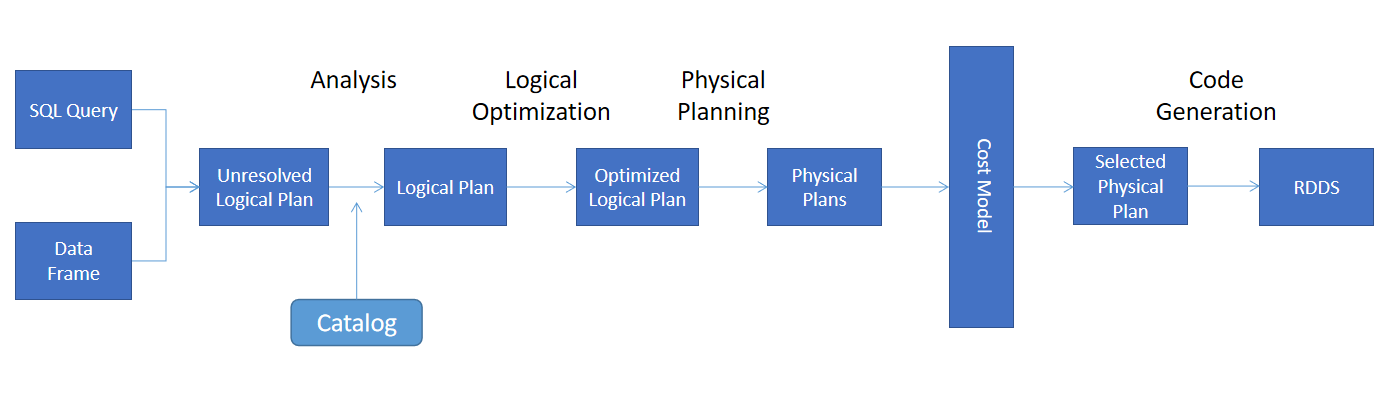 Analysis
Logical
Optimization
Physical
Planning
Code
Generation
SQL Query
Data
Frame
Unresolved
Logical Plan
Logical Plan
Optimized
Logical Plan
Physical
Plans
Cost Model
Selected
Physical
Plan
RDDS
Catalog